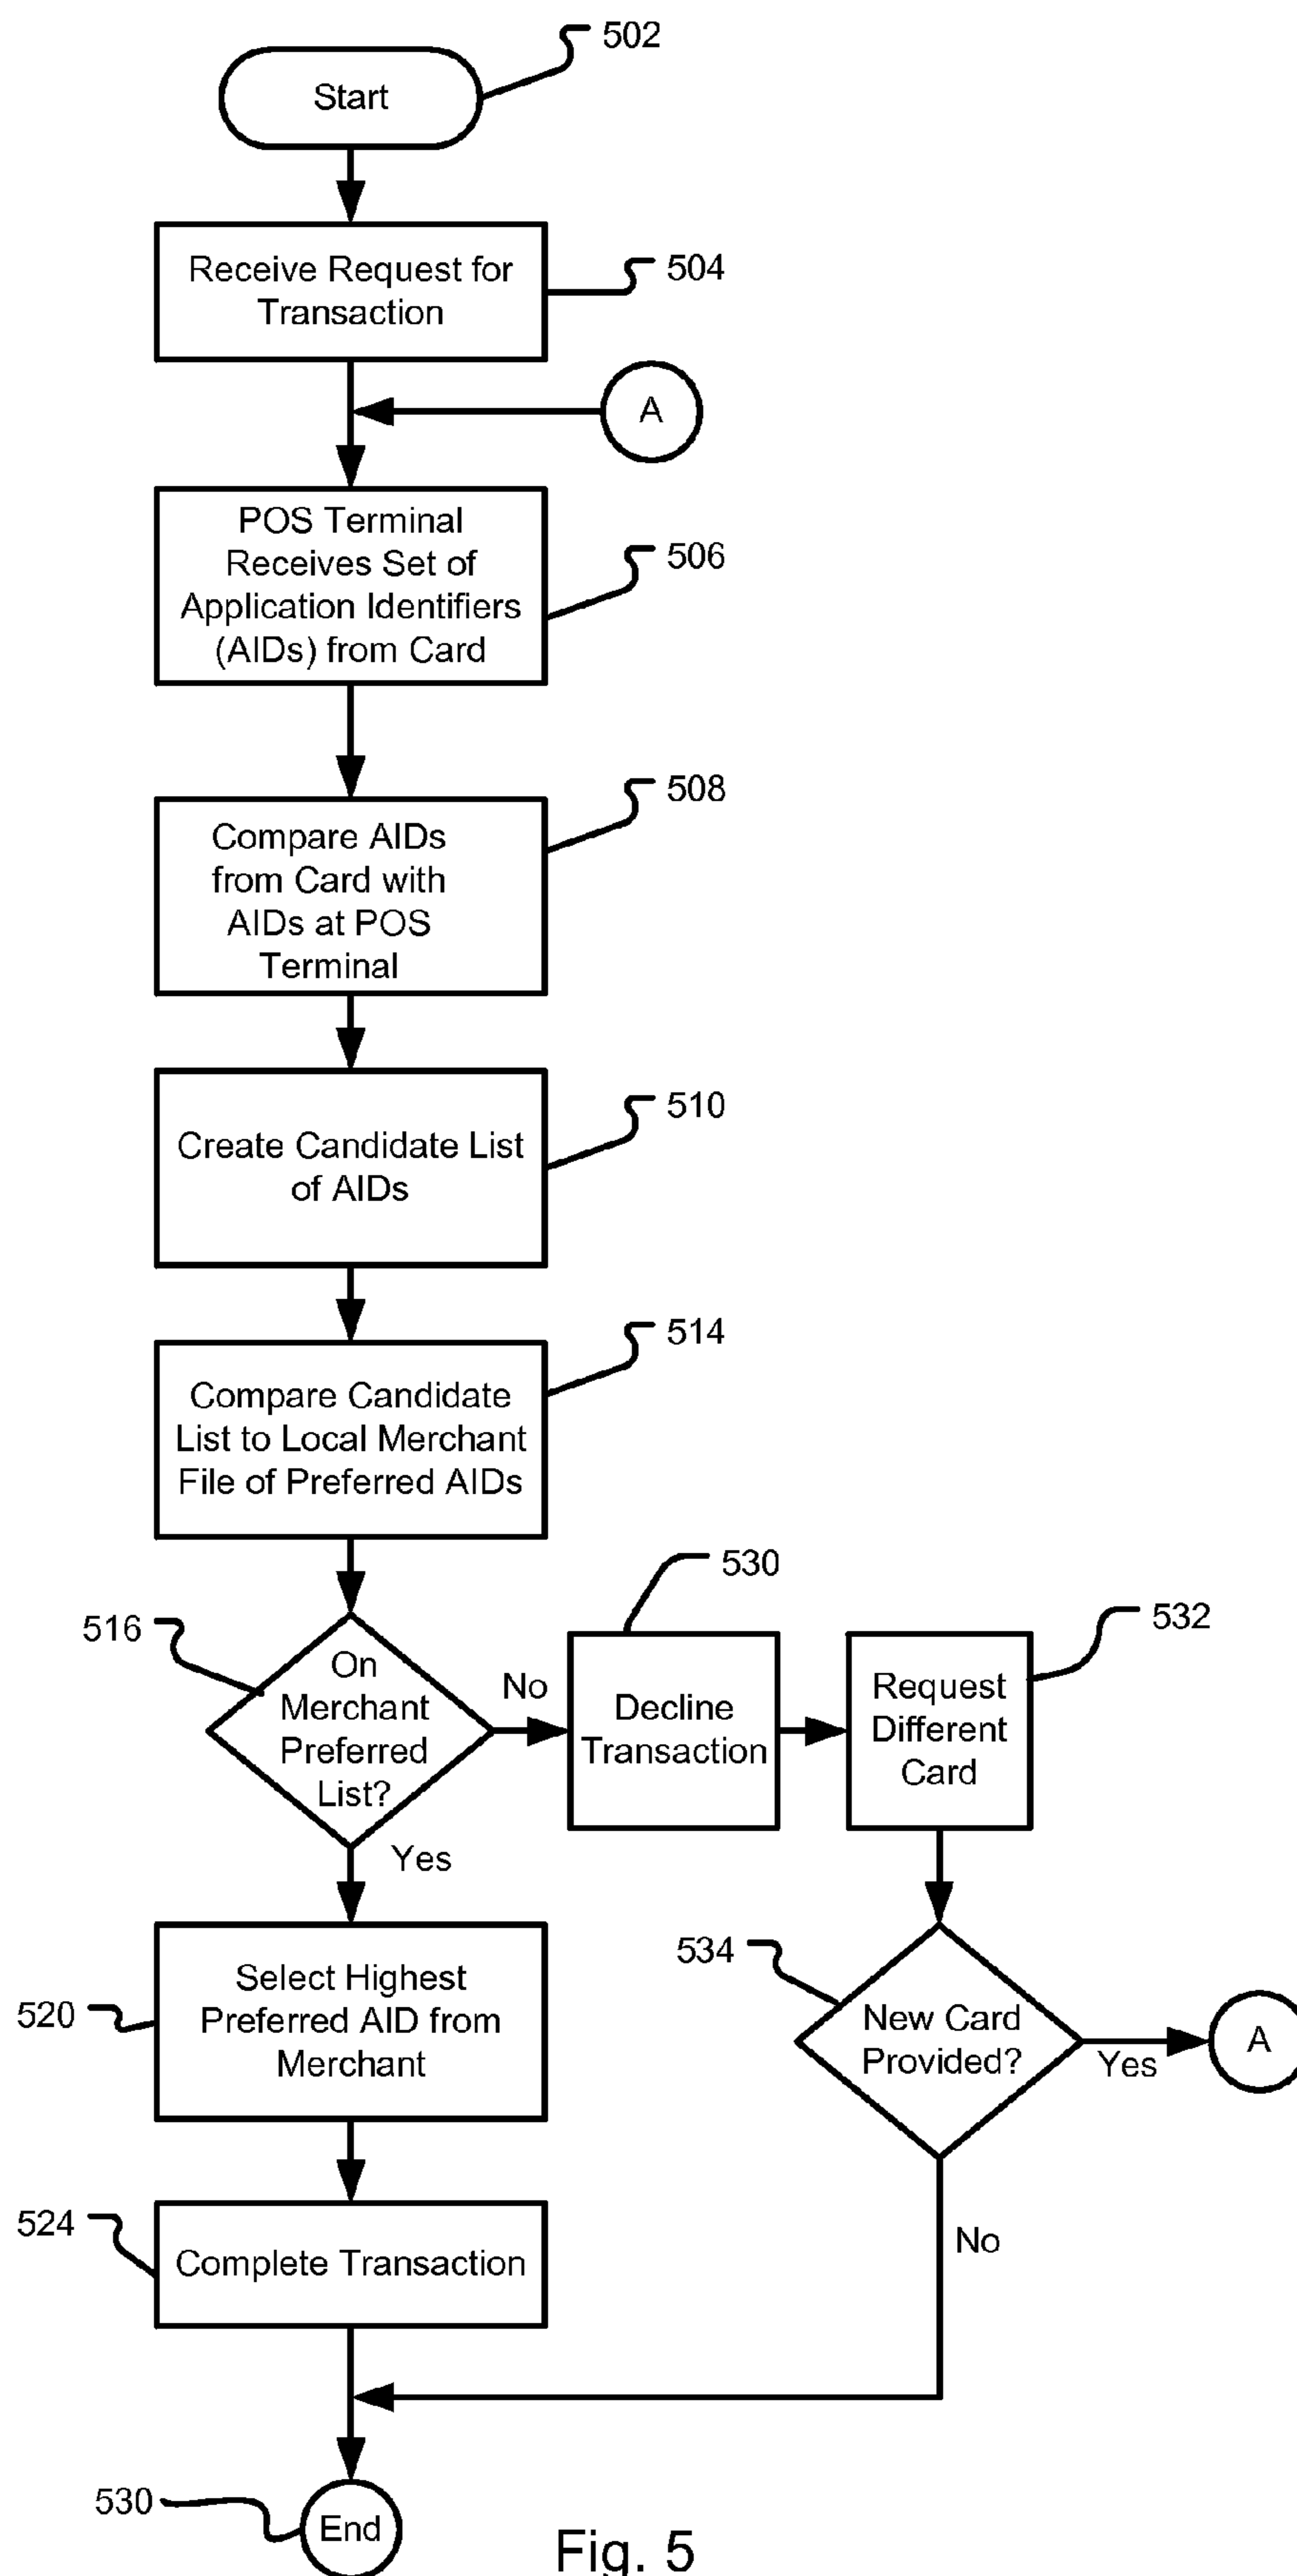 502
Start
Receive Request for
Transaction
504
A
POS Terminal
Receives Set of
Application Identifiers
(AIDs) from Card
506
Compare AIDs
from Card with
AIDs at POS
Terminal
508
Create Candidate List
of AIDs
510
Compare Candidate
List to Local Merchant
File of Preferred AIDs
514
516
On
Merchant
Preferred
List?
No
530
Decline
Transaction
532
Request
Different
Card
Yes
534
New Card
Provided?
Yes
A
No
520
Select Highest
Preferred AID from
Merchant
524
Complete Transaction
530
End
Fig. 5